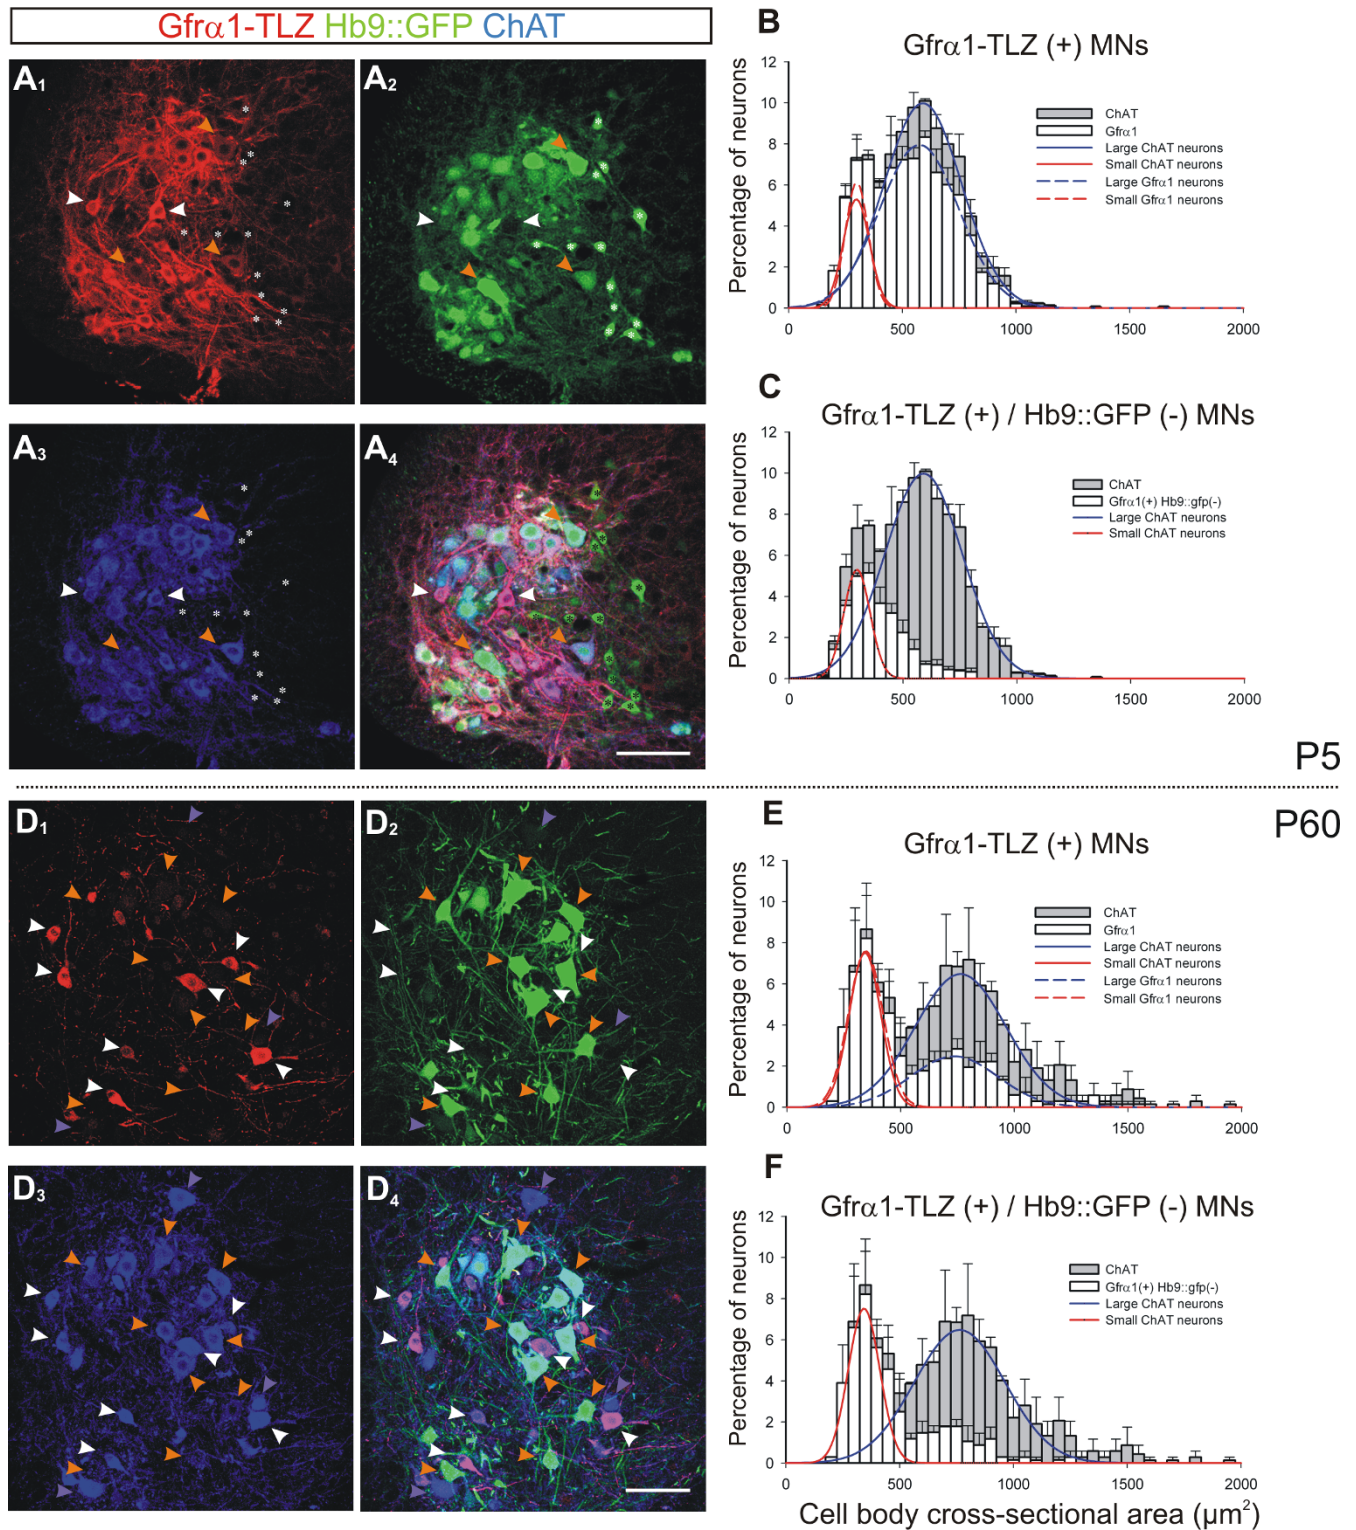 Gfrα1-TLZ Hb9::GFP ChAT
A1
A2
A3
A4
B
Gfrα1-TLZ (+) MNs
Percentage of neurons
12
10
8
6
4
2
0
0 500 1000 1500 2000
ChAT
Gfrα1
Large ChAT neurons
Small ChAT neurons
Large Gfrα1 neurons
Small Gfrα1 neurons
C
Gfrα1-TLZ (+) / Hb9::GFP (-) MNs
Percentage of neurons
12
10
8
6
4
2
0
0 500 1000 1500 2000
ChAT
Gfrα1(+) Hb9::gfp(-)
Large ChAT neurons
Small ChAT neurons
P5
P60
D1
D2
D3
D4
E
Gfrα1-TLZ (+) MNs
Percentage of neurons
12
10
8
6
4
2
0
0 500 1000 1500 2000
ChAT
Gfrα1
Large ChAT neurons
Small ChAT neurons
Large Gfrα1 neurons
Small Gfrα1 neurons
F
Gfrα1-TLZ (+) / Hb9::GFP (-) MNs
Percentage of neurons
12
10
8
6
4
2
0
0 500 1000 1500 2000
ChAT
Gfrα1(+) Hb9::gfp(-)
Large ChAT neurons
Small ChAT neurons
Cell body cross-sectional area (µm²)